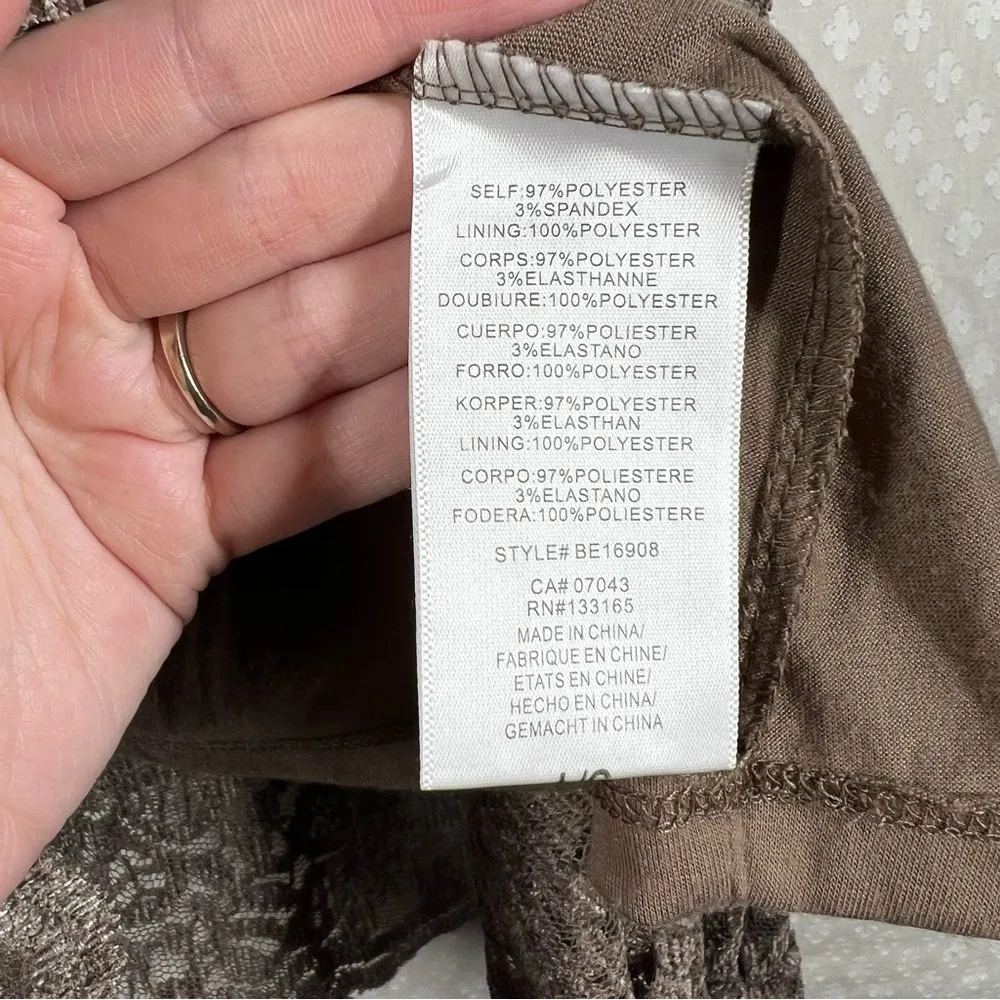 SELF:97%POLYESTER
3%SPANDEX
LINING:100%POLYESTER
CORPS:97%POLYESTER
3%ELASTHANNE
DOUBIURE:100%POLYESTER
CUERPO:97%POLIESTER
3%ELASTANO
FORRO:100%POLYESTER
KORPER:97%POLYESTER
3%ELASTHAN
LINING:100%POLYESTER
CORPO:97%POLIESTERE
3%ELASTANO
FODERA:100%POLIESTERE
STYLE# BE16908
CA# 07043
RN#133165
MADE IN CHINA/
FABRIQUE EN CHINE/
ETATS EN CHINE/
HECHO EN CHINA/
GEMACHT IN CHINA